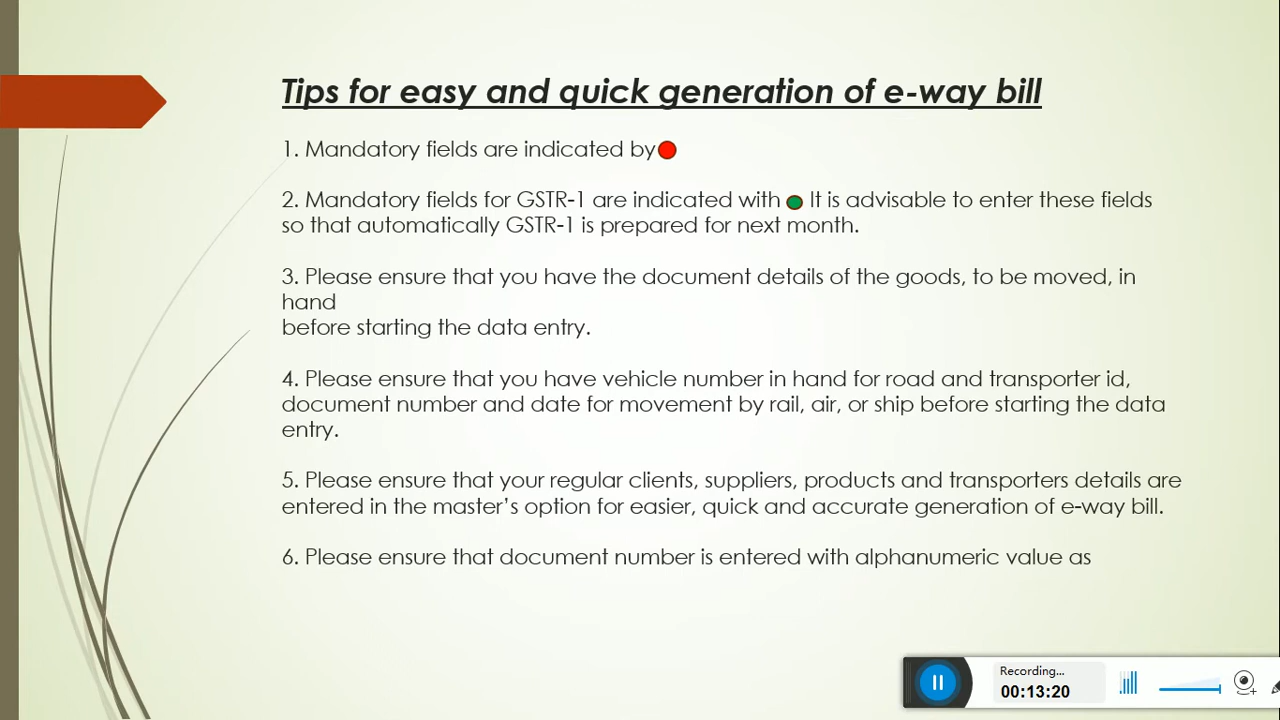 Tips for easy and quick generation of e-way bill
1. Mandatory fields are indicated by
2. Mandatory fields for GSTR-1 are indicated with It is advisable to enter these fields
so that automatically GSTR-1 is prepared for next month.
3. Please ensure that you have the document details of the goods, to be moved, in
hand
before starting the data entry.
4. Please ensure that you have vehicle number in hand for road and transporter id,
document number and date for movement by rail, air, or ship before starting the data
entry.
5. Please ensure that your regular clients, suppliers, products and transporters details are
entered in the master’s option for easier, quick and accurate generation of e-way bill.
6. Please ensure that document number is entered with alphanumeric value as
Recording...
00:13:20